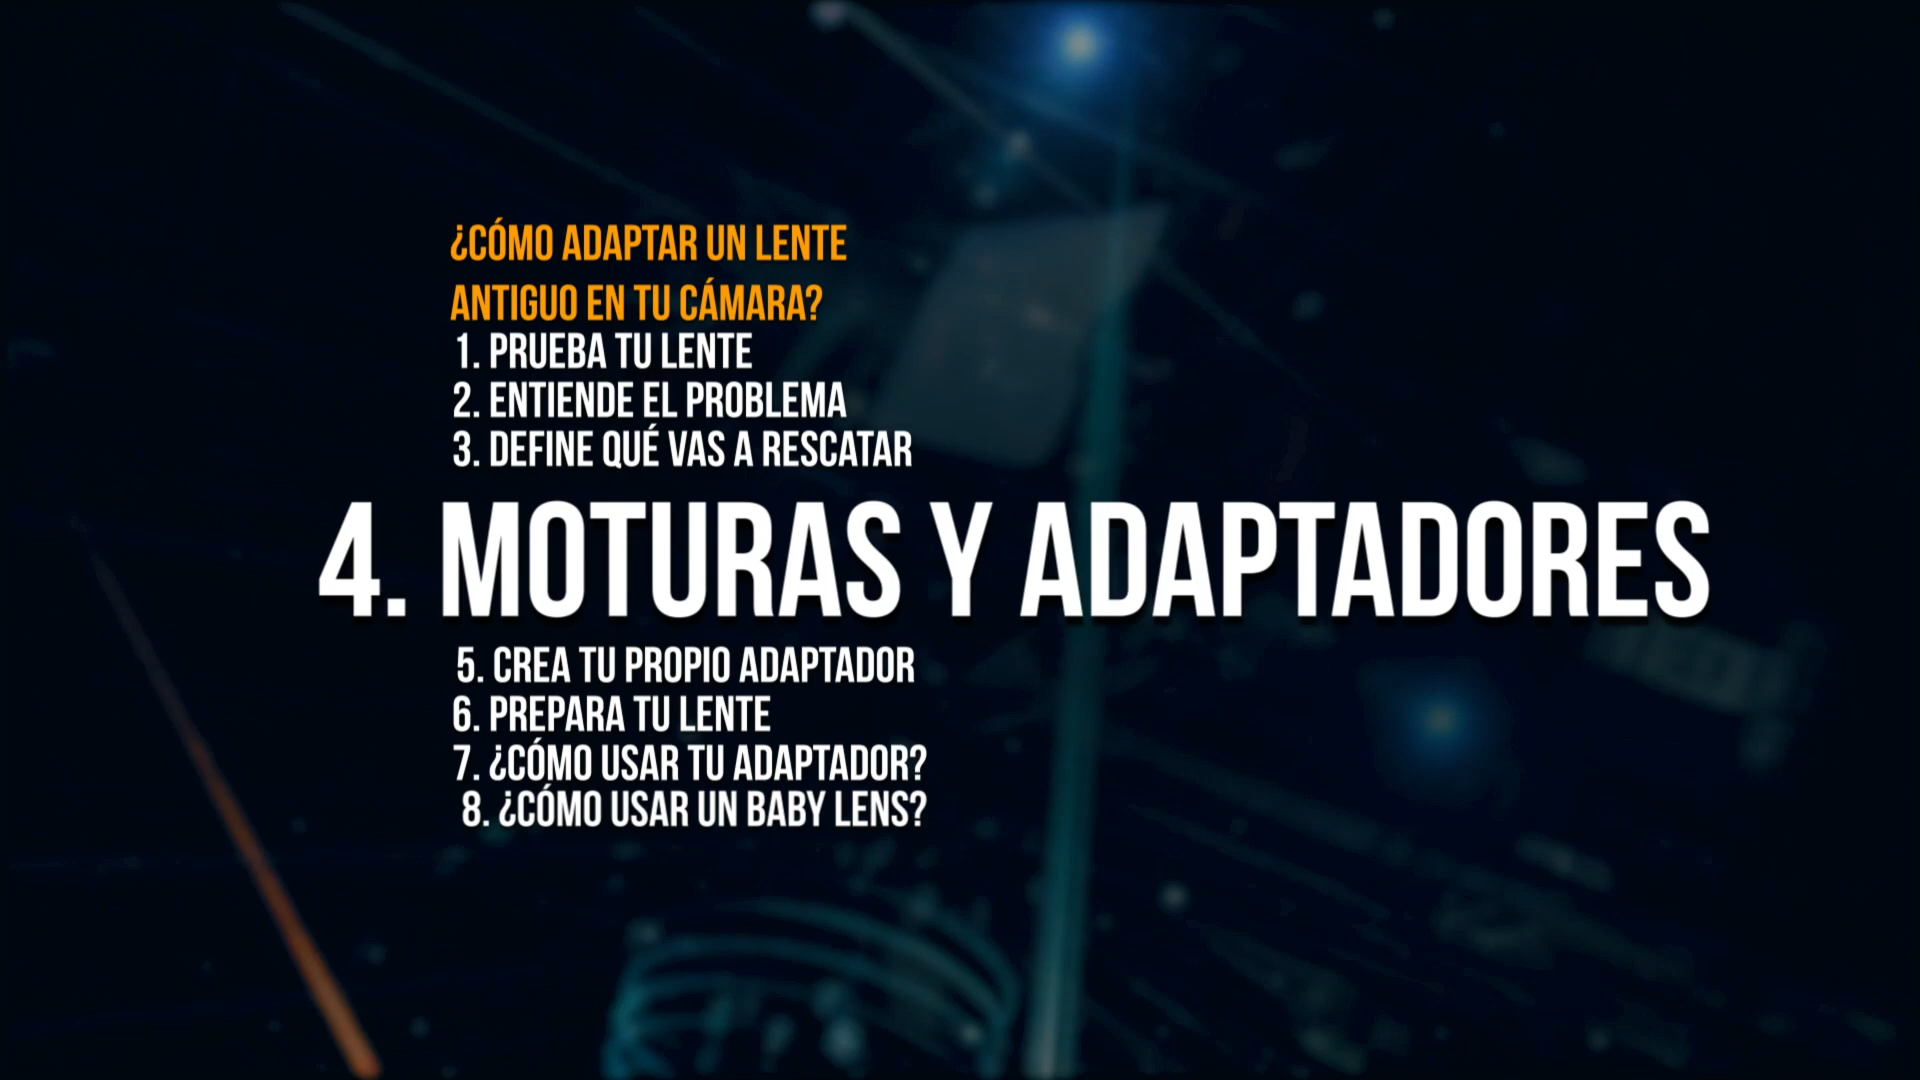 ¿CÓMO ADAPTAR UN LENTE
ANTIGUO EN TU CÁMARA?
1. PRUEBA TU LENTE
2. ENTIENDE EL PROBLEMA
3. DEFINE QUÉ VAS A RESCATAR
4. MOTURAS Y ADAPTADORES
5. CREA TU PROPIO ADAPTADOR
6. PREPARA TU LENTE
7. ¿CÓMO USAR TU ADAPTADOR?
8. ¿CÓMO USAR UN BABY LENS?